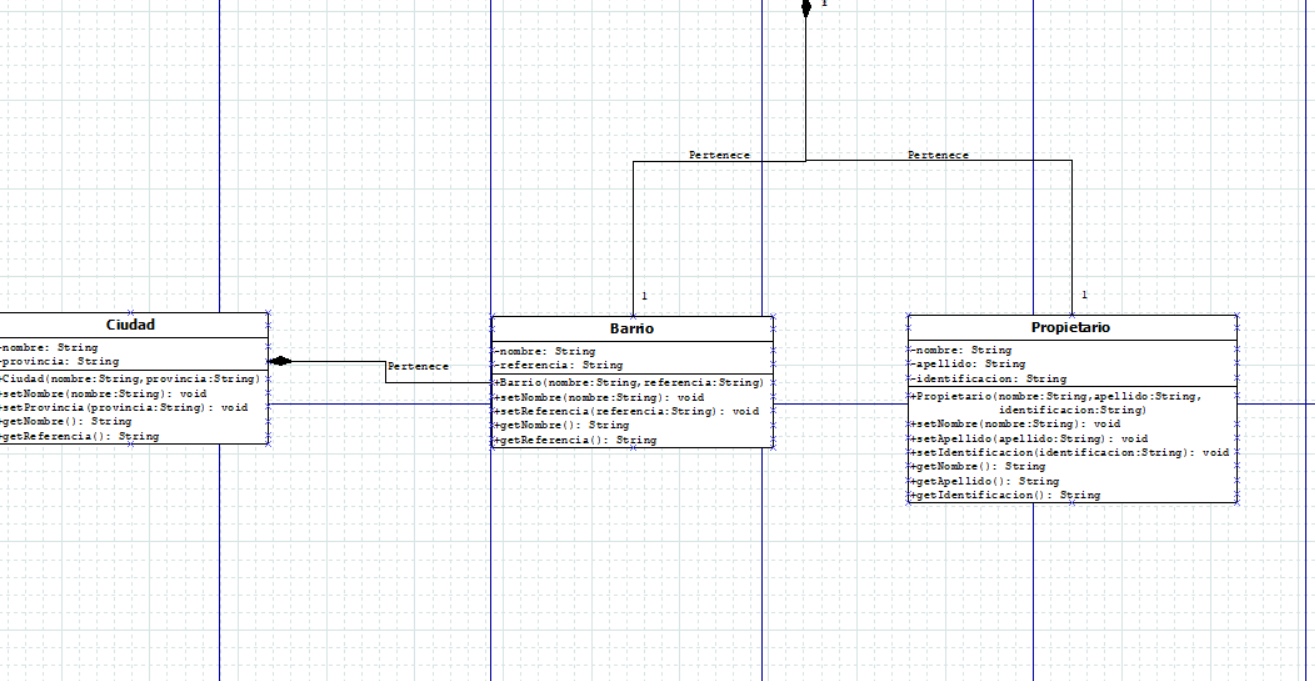 1
Pertenece
Pertenece
1
1
Ciudad
-nombre: String
-provincia: String
+Ciudad(nombre:String,provincia:String)
+setNombre(nombre:String): void
+setProvincia(provincia:String): void
+getNombre(): String
+getReferencia(): String
Pertenece
Barrio
-nombre: String
-referencia: String
+Barrio(nombre:String,referencia:String)
+setNombre(nombre:String): void
+setReferencia(referencia:String): void
+getNombre(): String
+getReferencia(): String
Propietario
-nombre: String
-apellido: String
-identificacion: String
+Propietario(nombre:String,apellido:String,
identificacion:String)
+setNombre(nombre:String): void
+setApellido(apellido:String): void
+setIdentificacion(identificacion:String): void
+getNombre(): String
+getApellido(): String
+getIdentificacion(): String